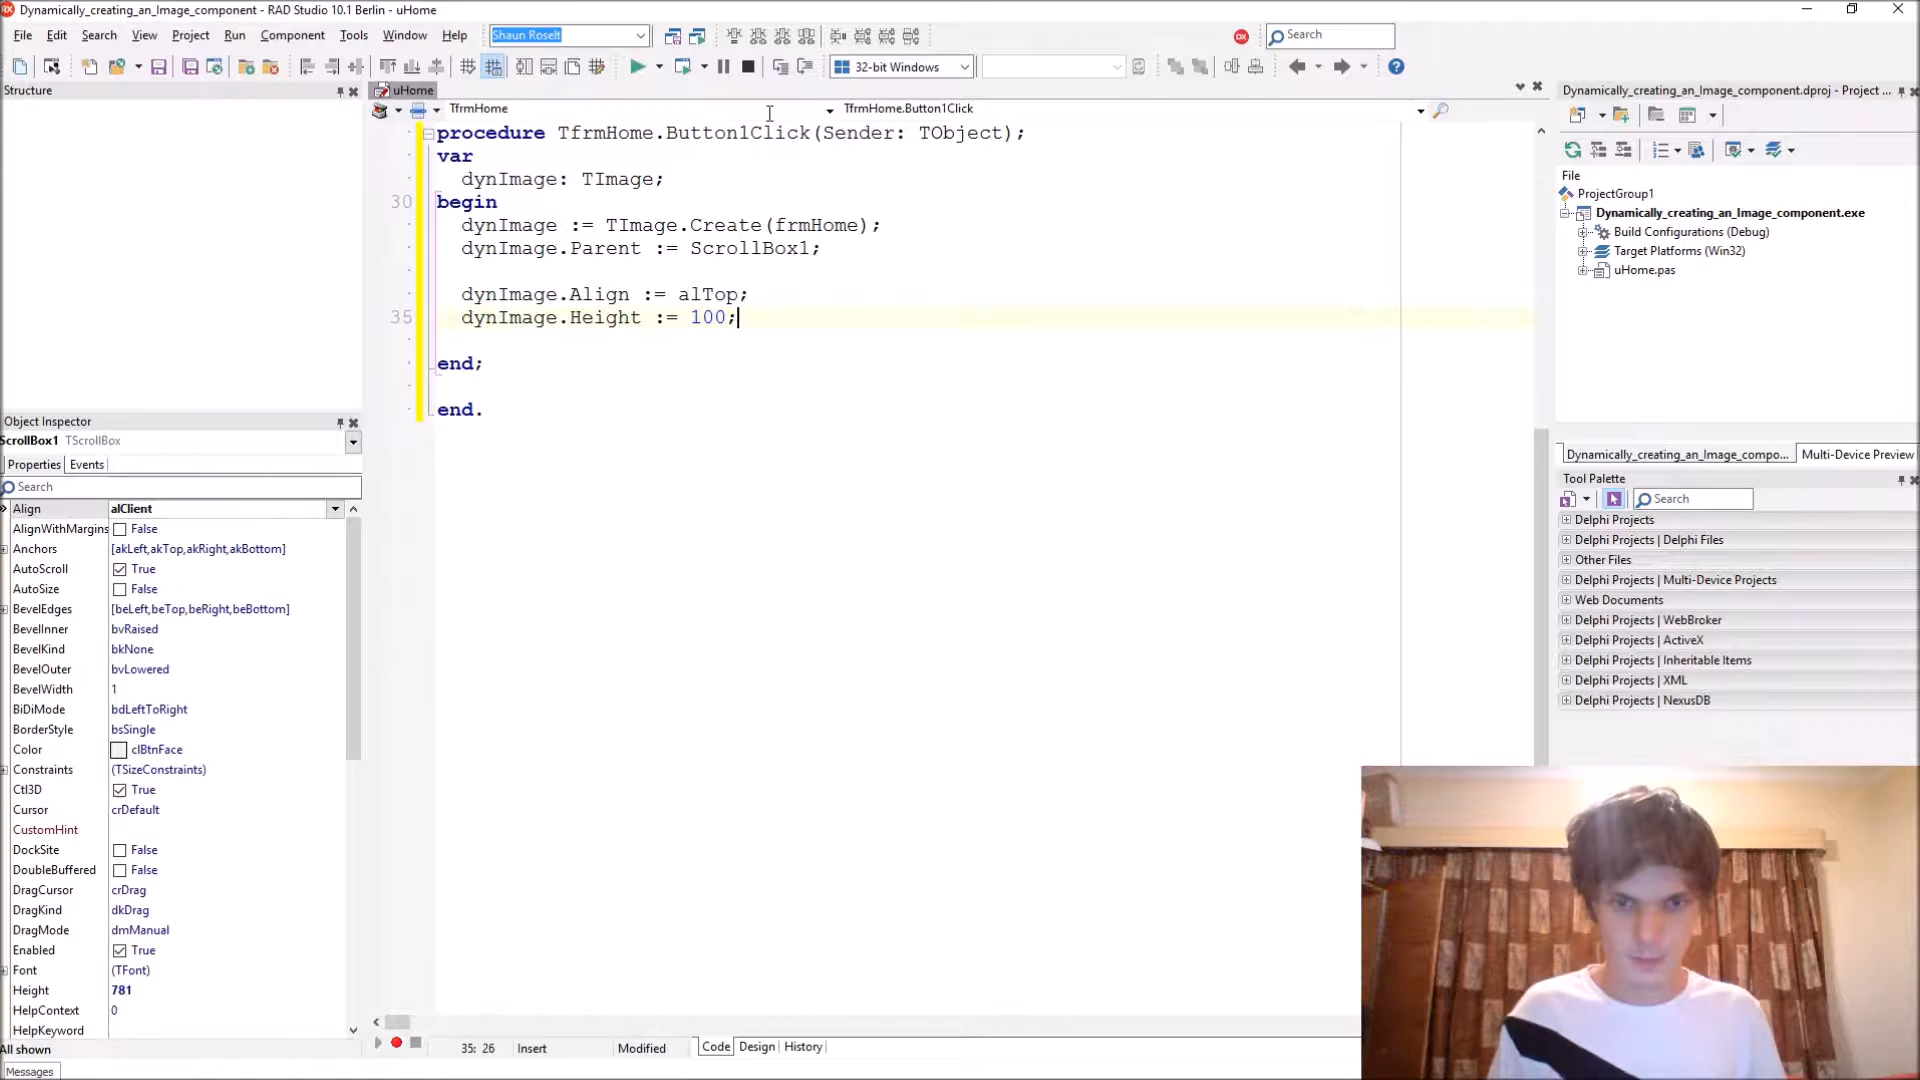 Dynamically_creating_an_Image_component - RAD Studio 10.1 Berlin - uHome
File Edit Search View Project Run Component Tools Window Help Shaun Roselt Search
32-bit Windows
Structure
uHome
TfrmHome TfrmHome.Button1Click
procedure TfrmHome.Button1Click(Sender: TObject);
var
dynImage: TImage;
30 begin
dynImage := TImage.Create(frmHome);
dynImage.Parent := ScrollBox1;
dynImage.Align := alTop;
35 dynImage.Height := 100;
end;
end.
Object Inspector
ScrollBox1 TScrollBox
Properties Events
Search
Align alClient
AlignWithMargins False
Anchors [akLeft,akTop,akRight,akBottom]
AutoScroll True
AutoSize False
BevelEdges [beLeft,beTop,beRight,beBottom]
BevelInner bvRaised
BevelKind bkNone
BevelOuter bvLowered
BevelWidth 1
BiDiMode bdLeftToRight
BorderStyle bsSingle
Color clBtnFace
Constraints (TSizeConstraints)
Ctl3D True
Cursor crDefault
CustomHint
DockSite False
DoubleBuffered False
DragCursor crDrag
DragKind dkDrag
DragMode dmManual
Enabled True
Font (TFont)
Height 781
HelpContext 0
HelpKeyword
All shown
Messages
35: 26 Insert Modified Code Design History
Dynamically_creating_an_Image_component.dproj - Project ...
File
ProjectGroup1
Dynamically_creating_an_Image_component.exe
Build Configurations (Debug)
Target Platforms (Win32)
uHome.pas
Dynamically_creating_an_Image_compo... Multi-Device Preview
Tool Palette
Search
Delphi Projects
Delphi Projects | Delphi Files
Other Files
Delphi Projects | Multi-Device Projects
Web Documents
Delphi Projects | WebBroker
Delphi Projects | ActiveX
Delphi Projects | Inheritable Items
Delphi Projects | XML
Delphi Projects | NexusDB